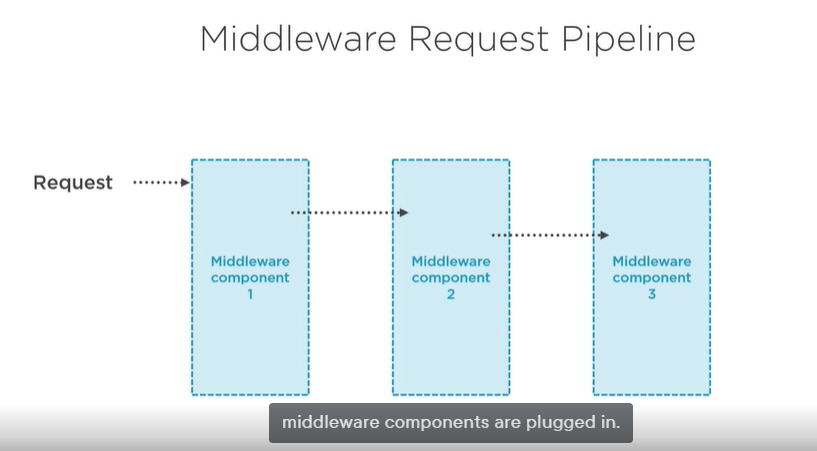 Middleware Request Pipeline
Request
Middleware
component
1
Middleware
component
2
Middleware
component
3
middleware components are plugged in.